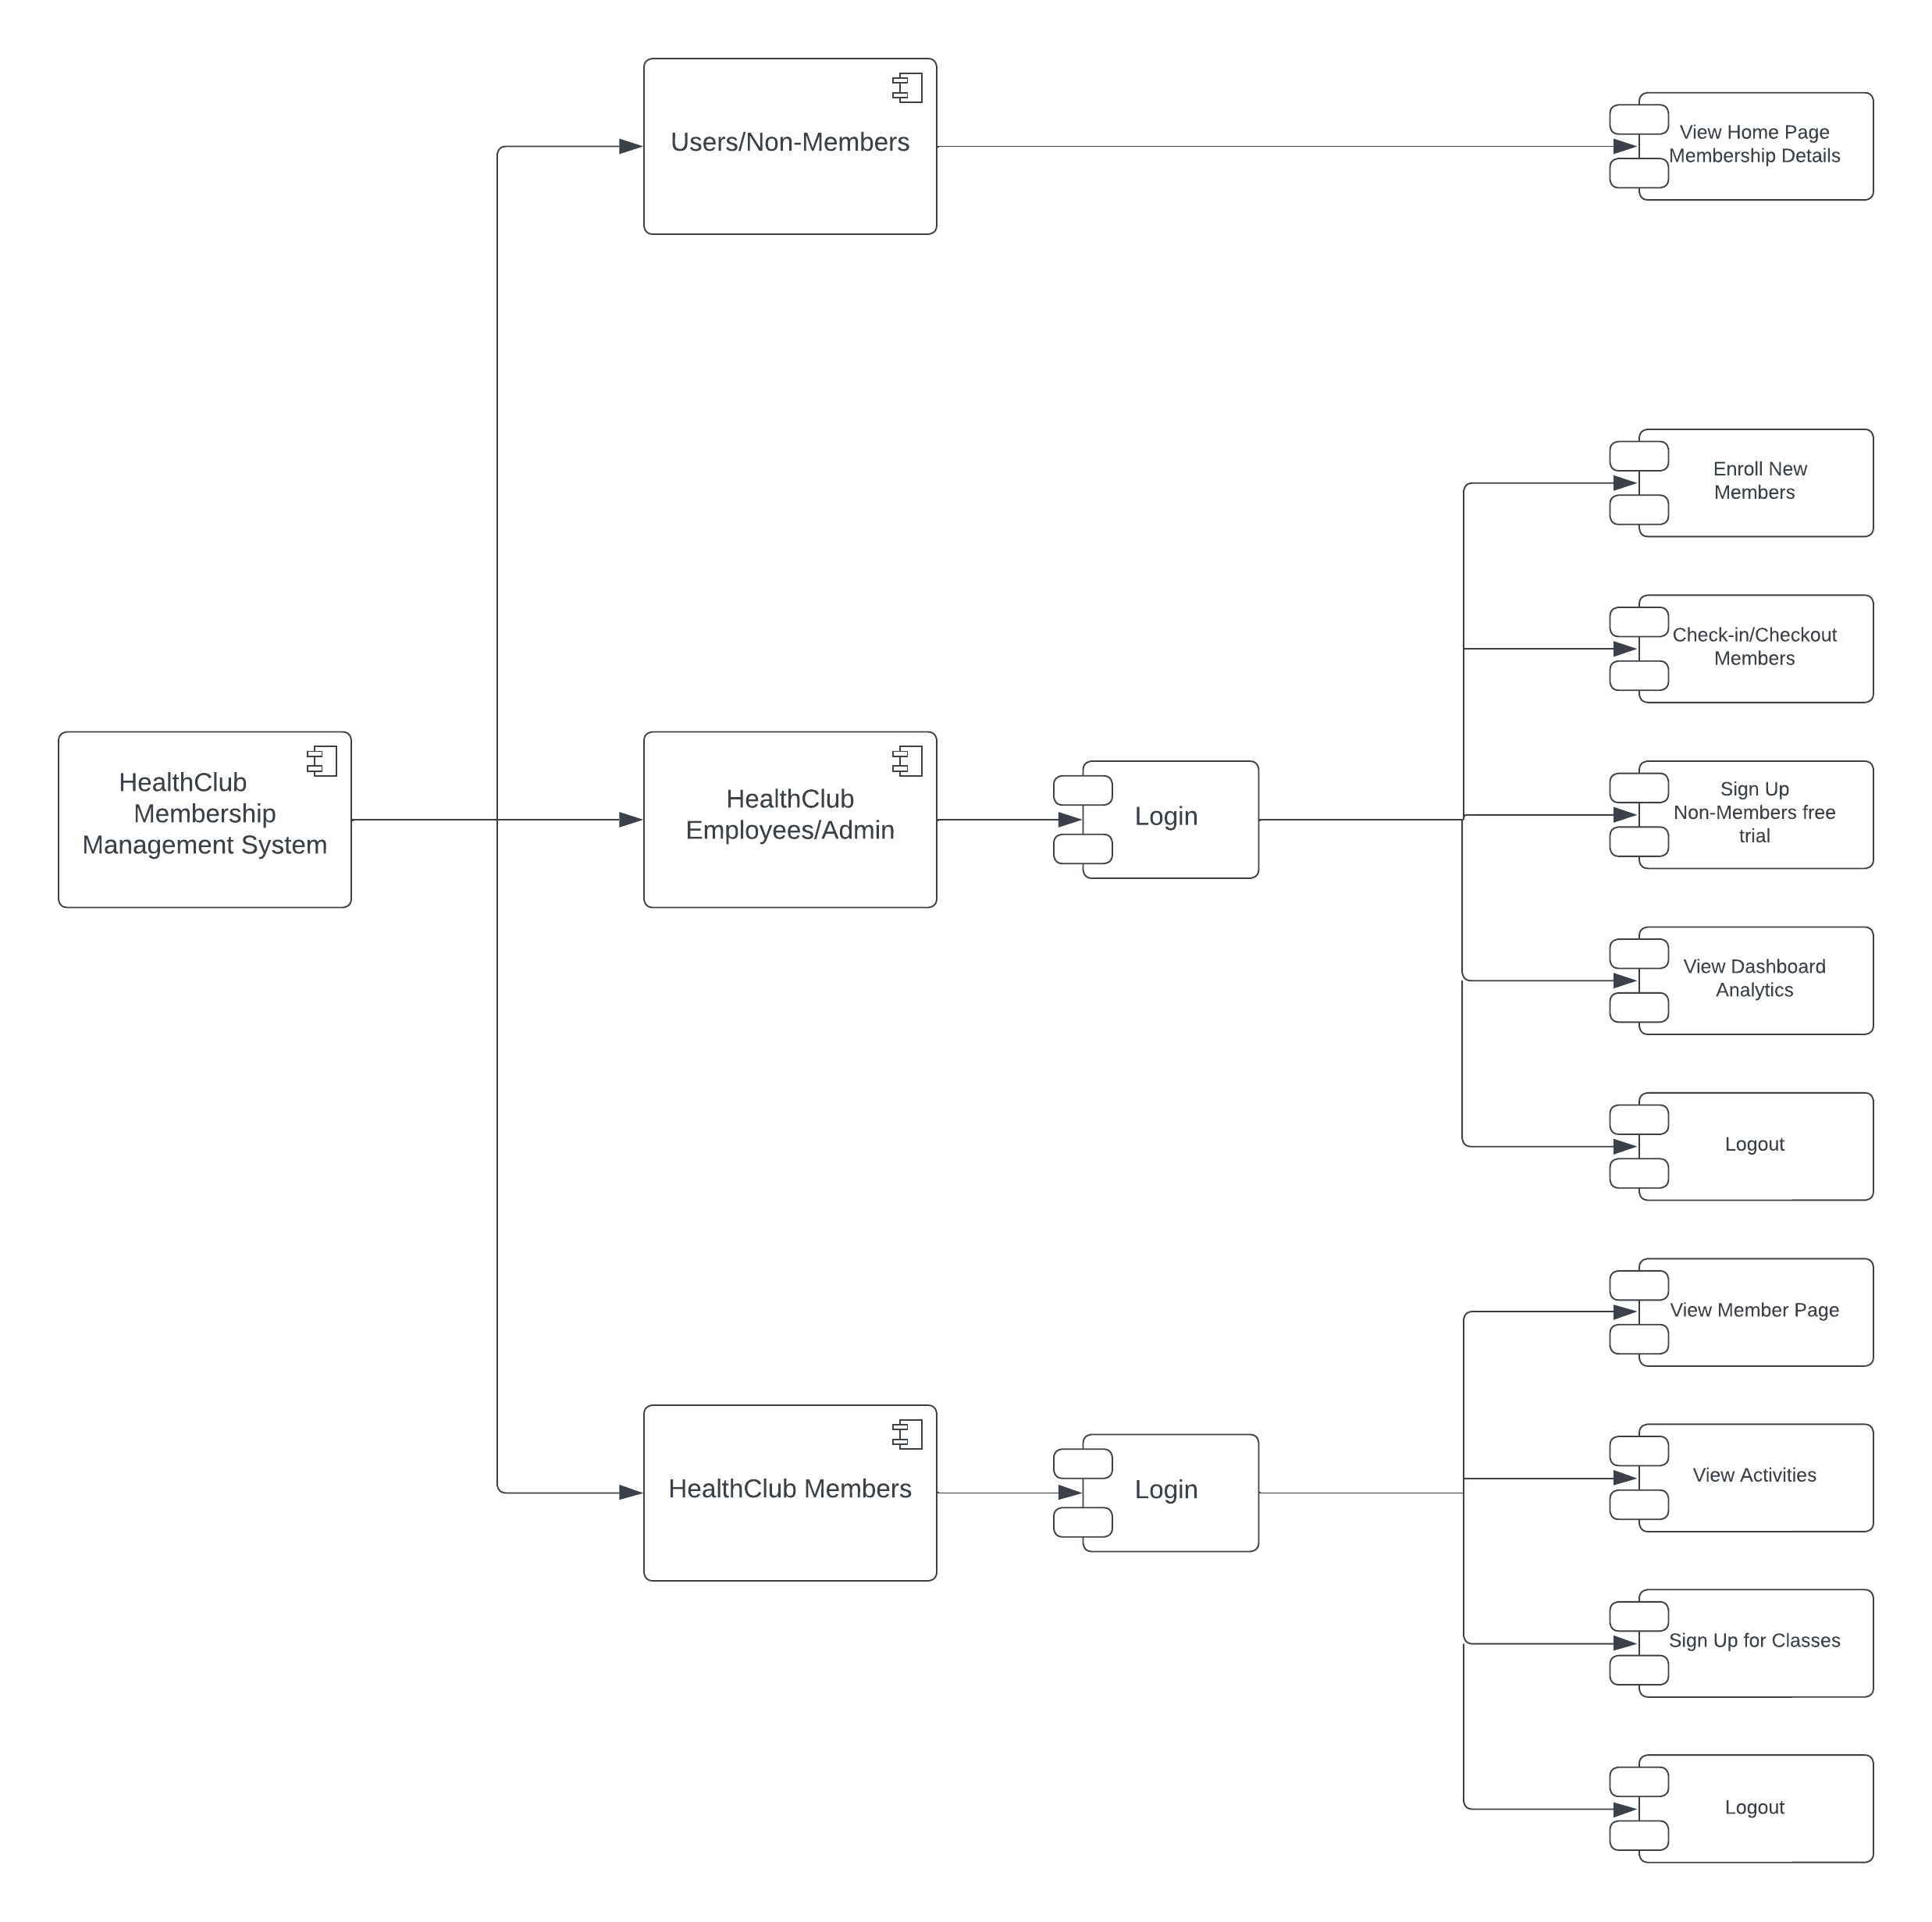 HealthClub
Membership
Management System
Users/Non-Members
View Home Page
Membership Details
HealthClub
Employees/Admin
Login
Enroll New
Members
Check-in/Checkout
Members
Sign Up
Non-Members free
trial
View Dashboard
Analytics
Logout
HealthClub Members
Login
View Member Page
View Activities
Sign Up for Classes
Logout